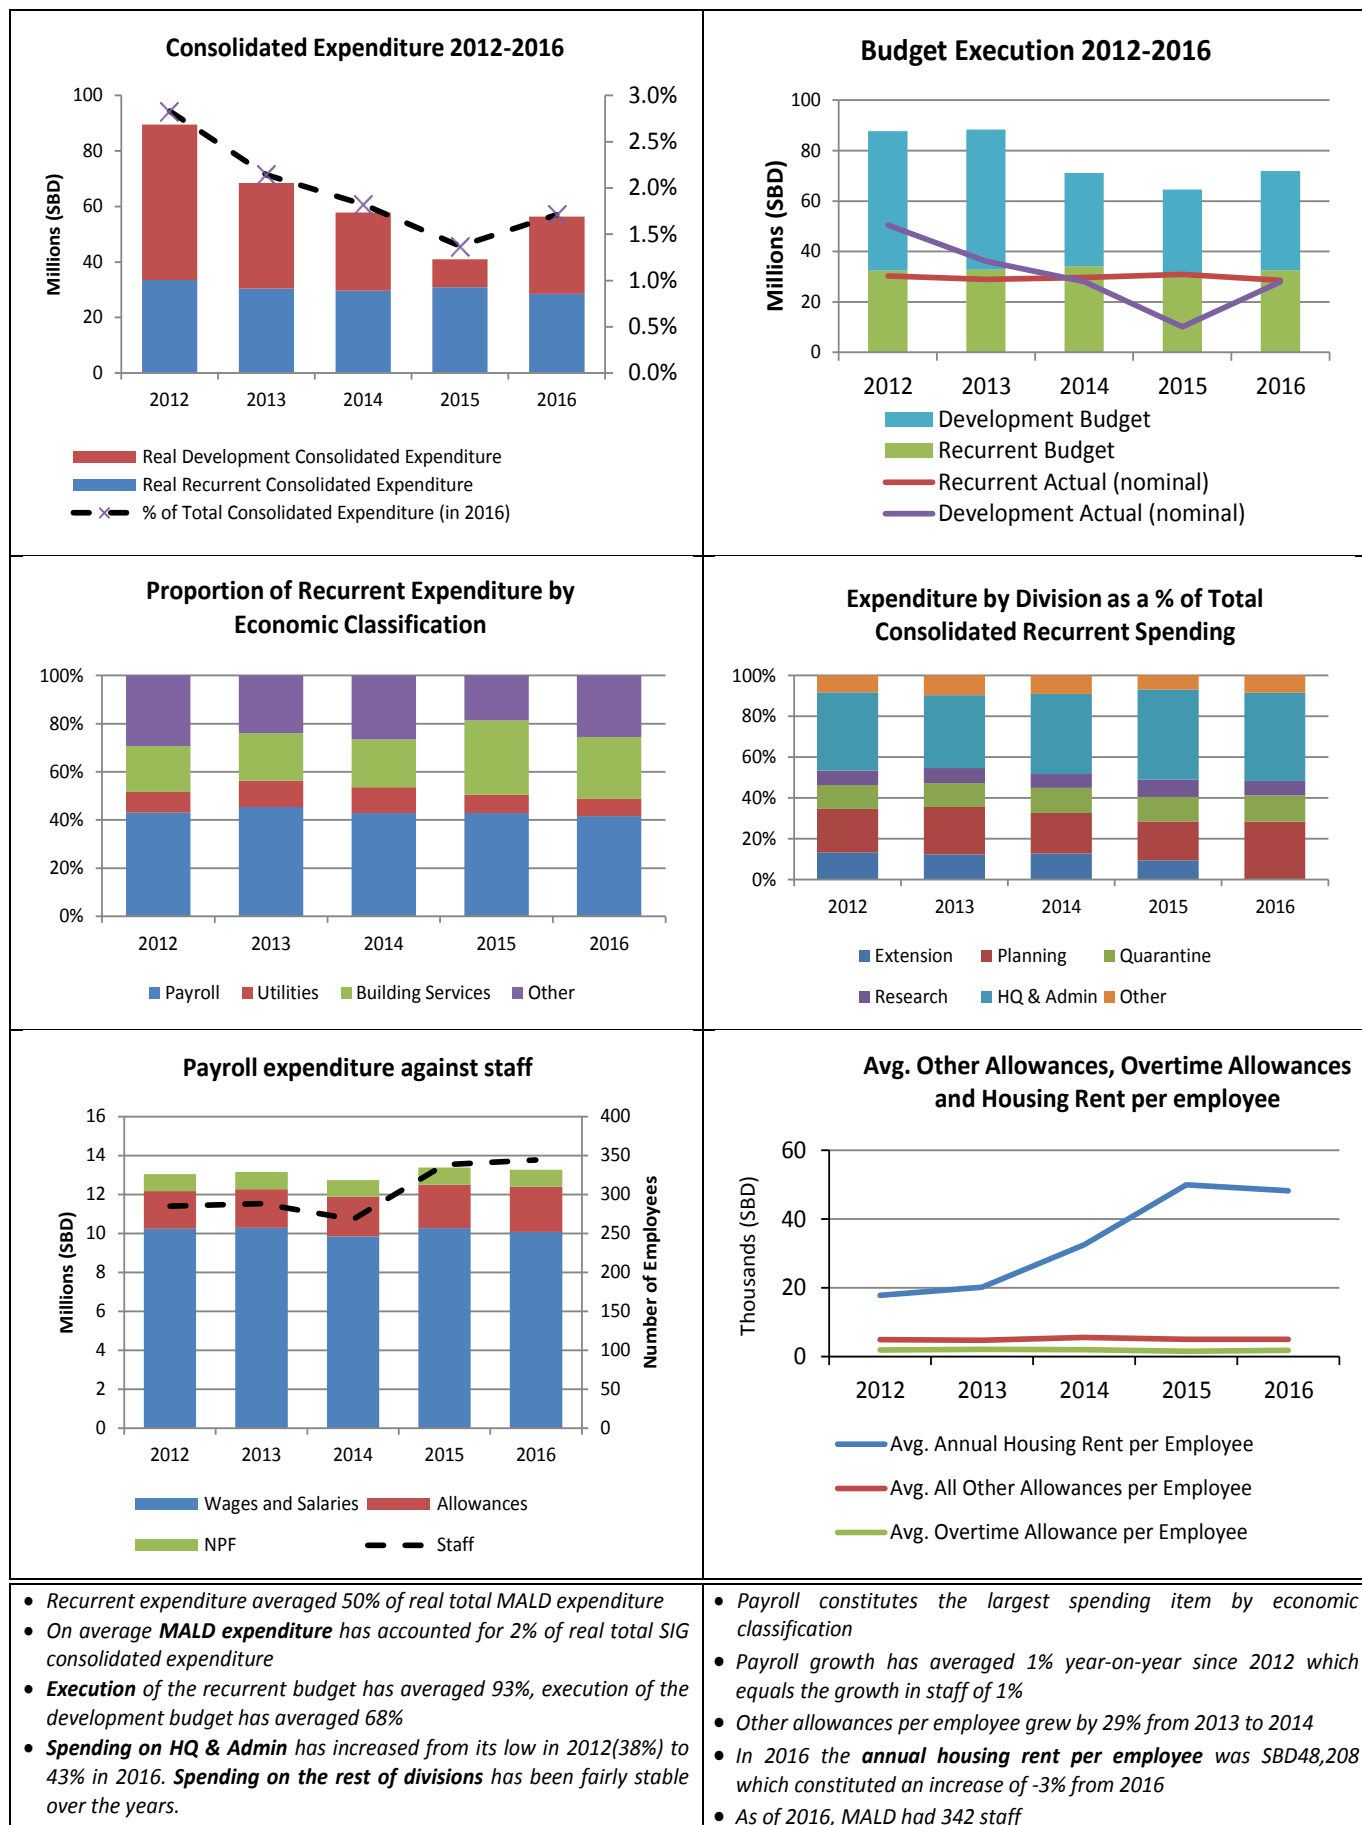 Consolidated Expenditure 2012-2016
100
80
60
40
20
0
Millions (SBD)
3.0%
2.5%
2.0%
1.5%
1.0%
0.5%
0.0%
2012 2013 2014 2015 2016
Real Development Consolidated Expenditure
Real Recurrent Consolidated Expenditure
% of Total Consolidated Expenditure (in 2016)
Budget Execution 2012-2016
100
80
60
40
20
0
Millions (SBD)
2012 2013 2014 2015 2016
Development Budget
Recurrent Budget
Recurrent Actual (nominal)
Development Actual (nominal)
Proportion of Recurrent Expenditure by
Economic Classification
100%
80%
60%
40%
20%
0%
2012 2013 2014 2015 2016
Payroll Utilities Building Services Other
Expenditure by Division as a % of Total
Consolidated Recurrent Spending
100%
80%
60%
40%
20%
0%
2012 2013 2014 2015 2016
Extension Planning Quarantine
Research HQ & Admin Other
Payroll expenditure against staff
16
14
12
10
8
6
4
2
0
Millions (SBD)
400
350
300
250
200
150
100
50
0
Number of Employees
2012 2013 2014 2015 2016
Wages and Salaries Allowances
NPF Staff
Avg. Other Allowances, Overtime Allowances
and Housing Rent per employee
60
40
20
0
Thousands (SBD)
2012 2013 2014 2015 2016
Avg. Annual Housing Rent per Employee
Avg. All Other Allowances per Employee
Avg. Overtime Allowance per Employee
• Recurrent expenditure averaged 50% of real total MALD expenditure
• On average MALD expenditure has accounted for 2% of real total SIG
consolidated expenditure
• Execution of the recurrent budget has averaged 93%, execution of the
development budget has averaged 68%
• Spending on HQ & Admin has increased from its low in 2012(38%) to
43% in 2016. Spending on the rest of divisions has been fairly stable
over the years.
• Payroll constitutes the largest spending item by economic
classification
• Payroll growth has averaged 1% year-on-year since 2012 which
equals the growth in staff of 1%
• Other allowances per employee grew by 29% from 2013 to 2014
• In 2016 the annual housing rent per employee was SBD48,208
which constituted an increase of -3% from 2016
• As of 2016, MALD had 342 staff